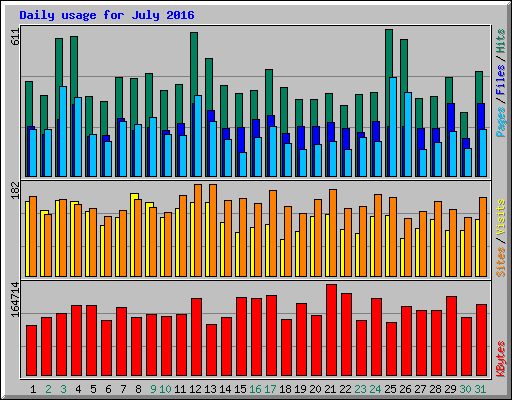 Daily usage for July 2016
611
Pages / Files / Hits
182
Sites / Visits
164714
KBytes
1 2 3 4 5 6 7 8 9 10 11 12 13 14 15 16 17 18 19 20 21 22 23 24 25 26 27 28 29 30 31